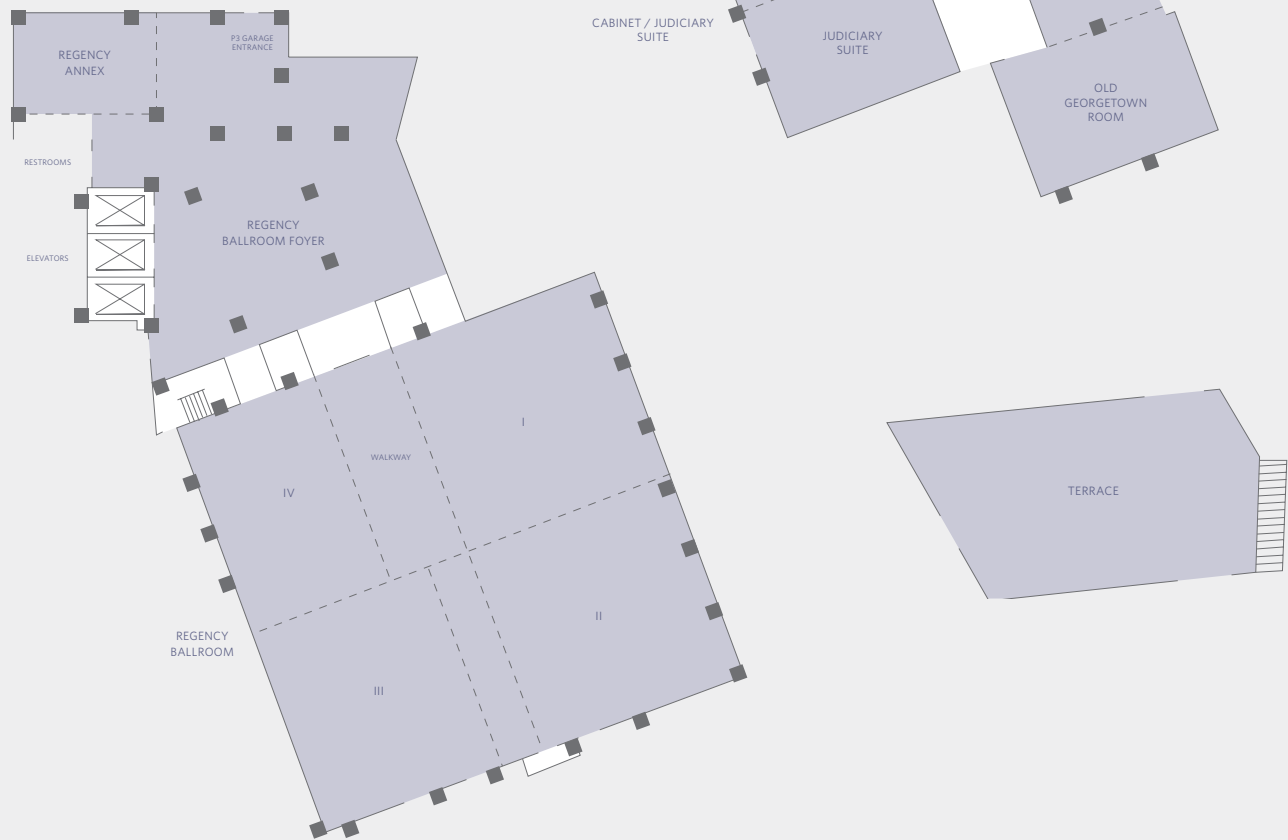 CABINET / JUDICIARY
SUITE
JUDICIARY
SUITE
P3 GARAGE
ENTRANCE
REGENCY
ANNEX
OLD
GEORGETOWN
ROOM
RESTROOMS
REGENCY
BALLROOM FOYER
ELEVATORS
I
WALKWAY
IV
TERRACE
II
REGENCY
BALLROOM
III